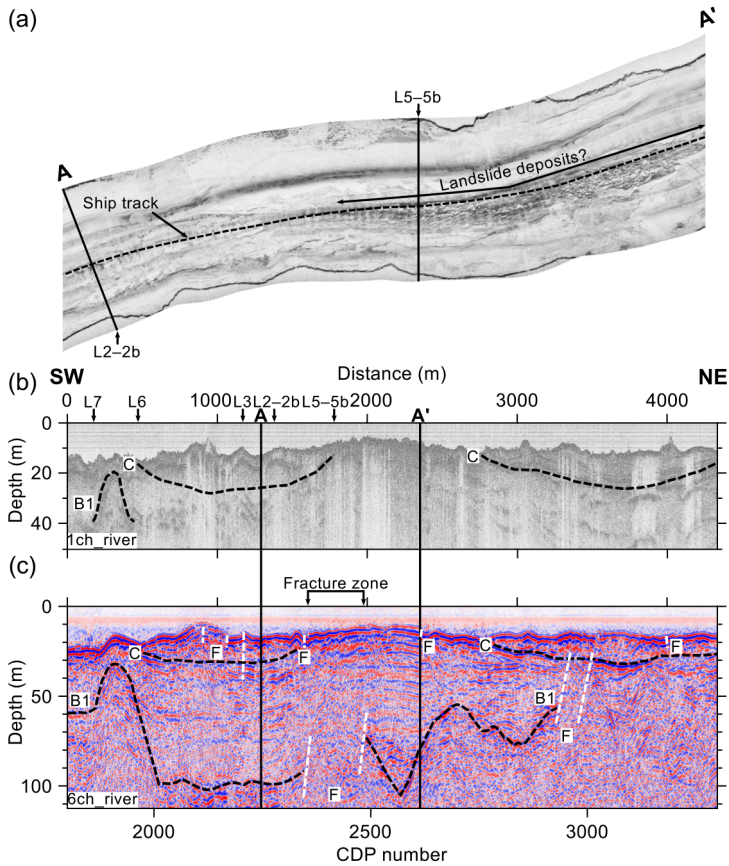 (a)
A'
L5–5b
A
Landslide deposits?
Ship track
L2–2b
(b) SW Distance (m) NE
L7 L6 L3 L2–2b L5–5b
0 1000 2000 3000 4000
A A'
0
20
40
Depth (m)
C C
B1
1ch_river
(c)
Fracture zone
0
50
100
Depth (m)
C F F F C F
B1 B1
F
F
6ch_river
2000 2500 3000
CDP number